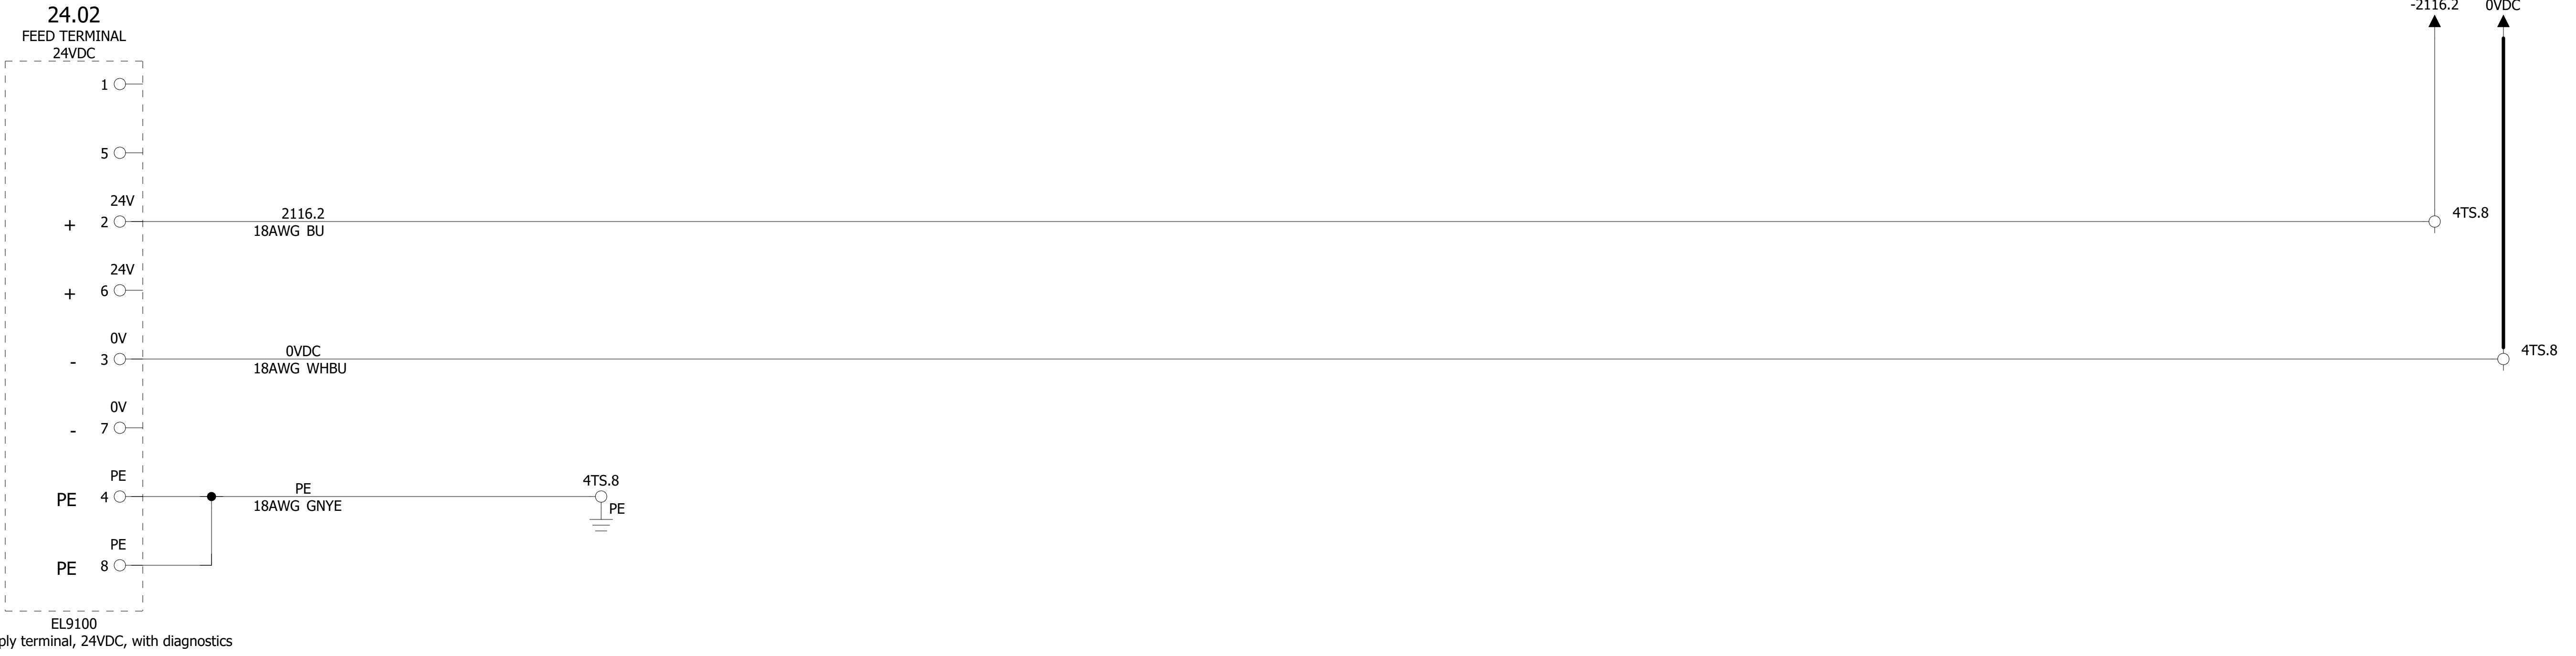 24.02
FEED TERMINAL
24VDC
-2116.2 0VDC
1
5
24V
+ 2
2116.2
18AWG BU
4TS.8
24V
+ 6
0V
- 3
0VDC
18AWG WHBU
4TS.8
0V
- 7
PE
PE 4
PE
18AWG GNYE
4TS.8
PE
PE
PE 8
EL9100
terminal, 24VDC, with diagnostics